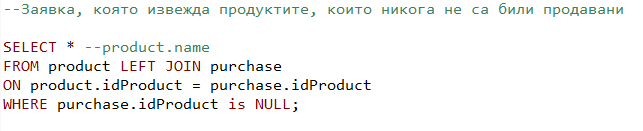 --Заявка, която извежда продуктите, които никога не са били продавани
SELECT * --product.name
FROM product LEFT JOIN purchase
ON product.idProduct = purchase.idProduct
WHERE purchase.idProduct is NULL;